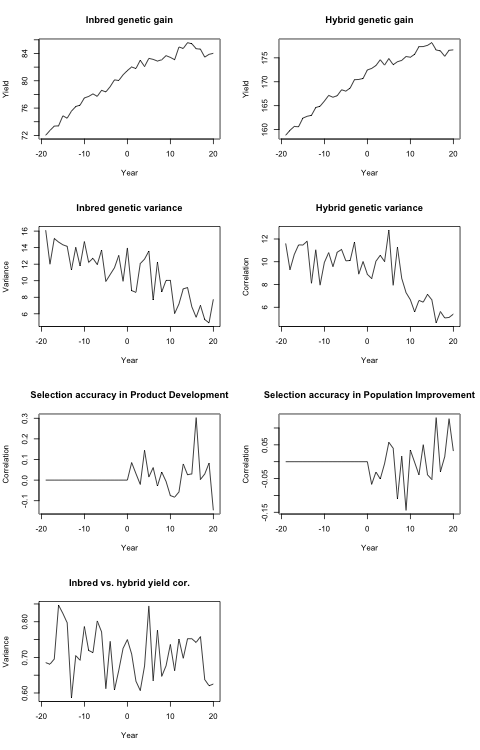 Inbred genetic gain
Yield
84
80
76
72
-20 -10 0 10 20
Year
Hybrid genetic gain
Yield
175
170
165
160
-20 -10 0 10 20
Year
Inbred genetic variance
Variance
16
14
12
10
8
6
-20 -10 0 10 20
Year
Hybrid genetic variance
Correlation
12
10
8
6
-20 -10 0 10 20
Year
Selection accuracy in Product Development
Correlation
0.3
0.2
0.1
0.0
-0.1
-20 -10 0 10 20
Year
Selection accuracy in Population Improvement
Correlation
0.05
-0.05
-0.15
-20 -10 0 10 20
Year
Inbred vs. hybrid yield cor.
Variance
0.80
0.70
0.60
-20 -10 0 10 20
Year